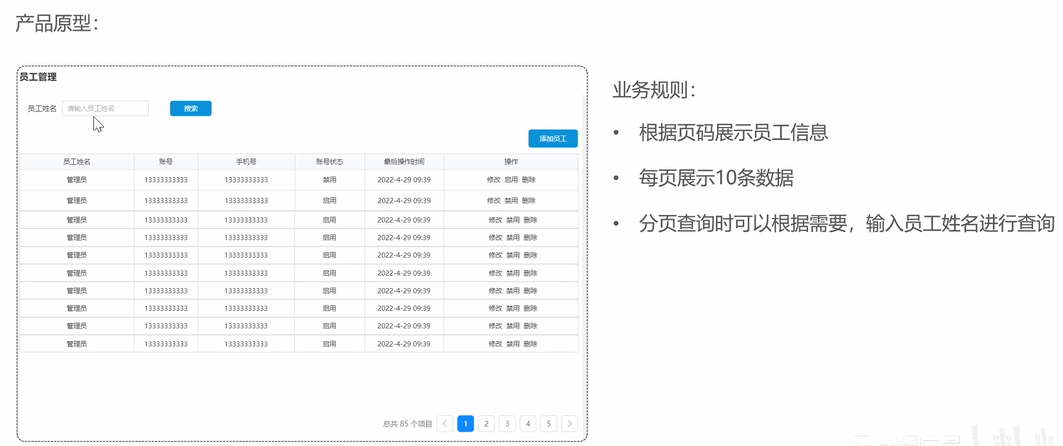 产品原型：
员工管理
员工姓名 请输入员工姓名 搜索
添加员工
员工姓名 账号 手机号 账号状态 最后操作时间 操作
管理员 13333333333 13333333333 禁用 2022-4-29 09:39 修改 启用 删除
管理员 13333333333 13333333333 启用 2022-4-29 09:39 修改 禁用 删除
管理员 13333333333 13333333333 启用 2022-4-29 09:39 修改 禁用 删除
管理员 13333333333 13333333333 启用 2022-4-29 09:39 修改 禁用 删除
管理员 13333333333 13333333333 启用 2022-4-29 09:39 修改 禁用 删除
管理员 13333333333 13333333333 启用 2022-4-29 09:39 修改 禁用 删除
管理员 13333333333 13333333333 启用 2022-4-29 09:39 修改 禁用 删除
管理员 13333333333 13333333333 启用 2022-4-29 09:39 修改 禁用 删除
管理员 13333333333 13333333333 启用 2022-4-29 09:39 修改 禁用 删除
管理员 13333333333 13333333333 启用 2022-4-29 09:39 修改 禁用 删除
总共 85 个项目 < 1 2 3 4 5 >
业务规则：
• 根据页码展示员工信息
• 每页展示10条数据
• 分页查询时可以根据需要，输入员工姓名进行查询